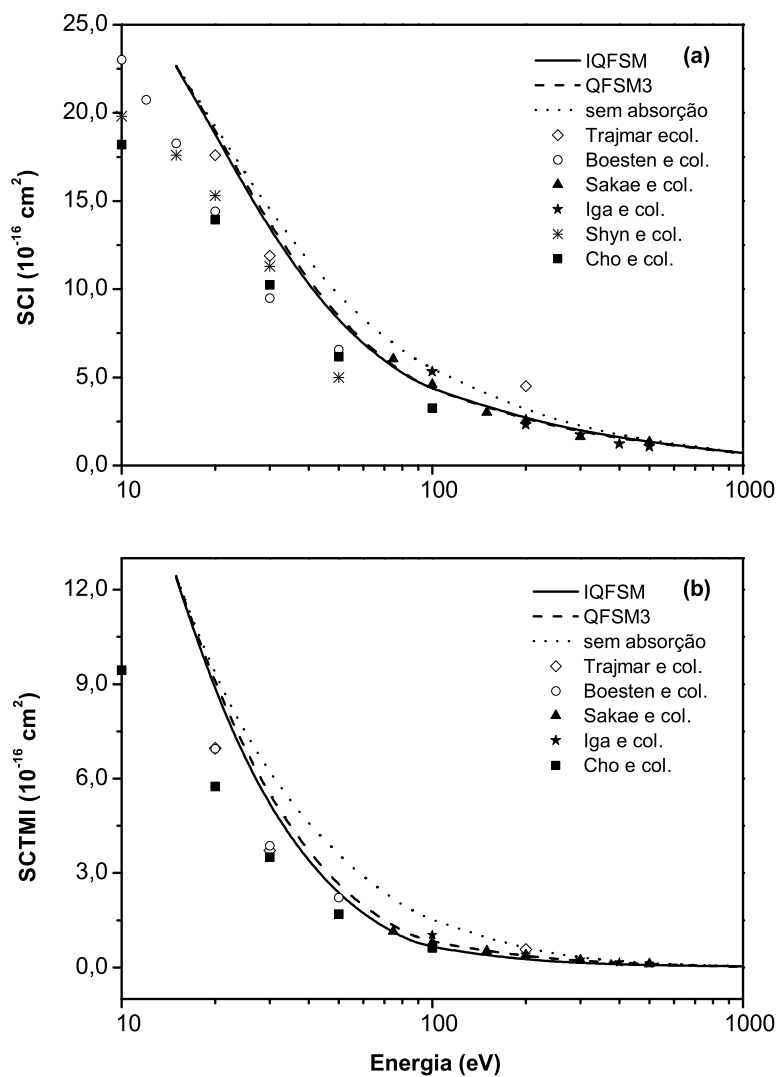 25,0
20,0
15,0
10,0
5,0
0,0
SCI (10⁻¹⁶ cm²)
(a)
IQFSM
QFSM3
sem absorção
Trajmar ecol.
Boesten e col.
Sakae e col.
Iga e col.
Shyn e col.
Cho e col.
10
100
1000
12,0
9,0
6,0
3,0
0,0
SCTMI (10⁻¹⁶ cm²)
(b)
IQFSM
QFSM3
sem absorção
Trajmar e col.
Boesten e col.
Sakae e col.
Iga e col.
Cho e col.
10
100
1000
Energia (eV)